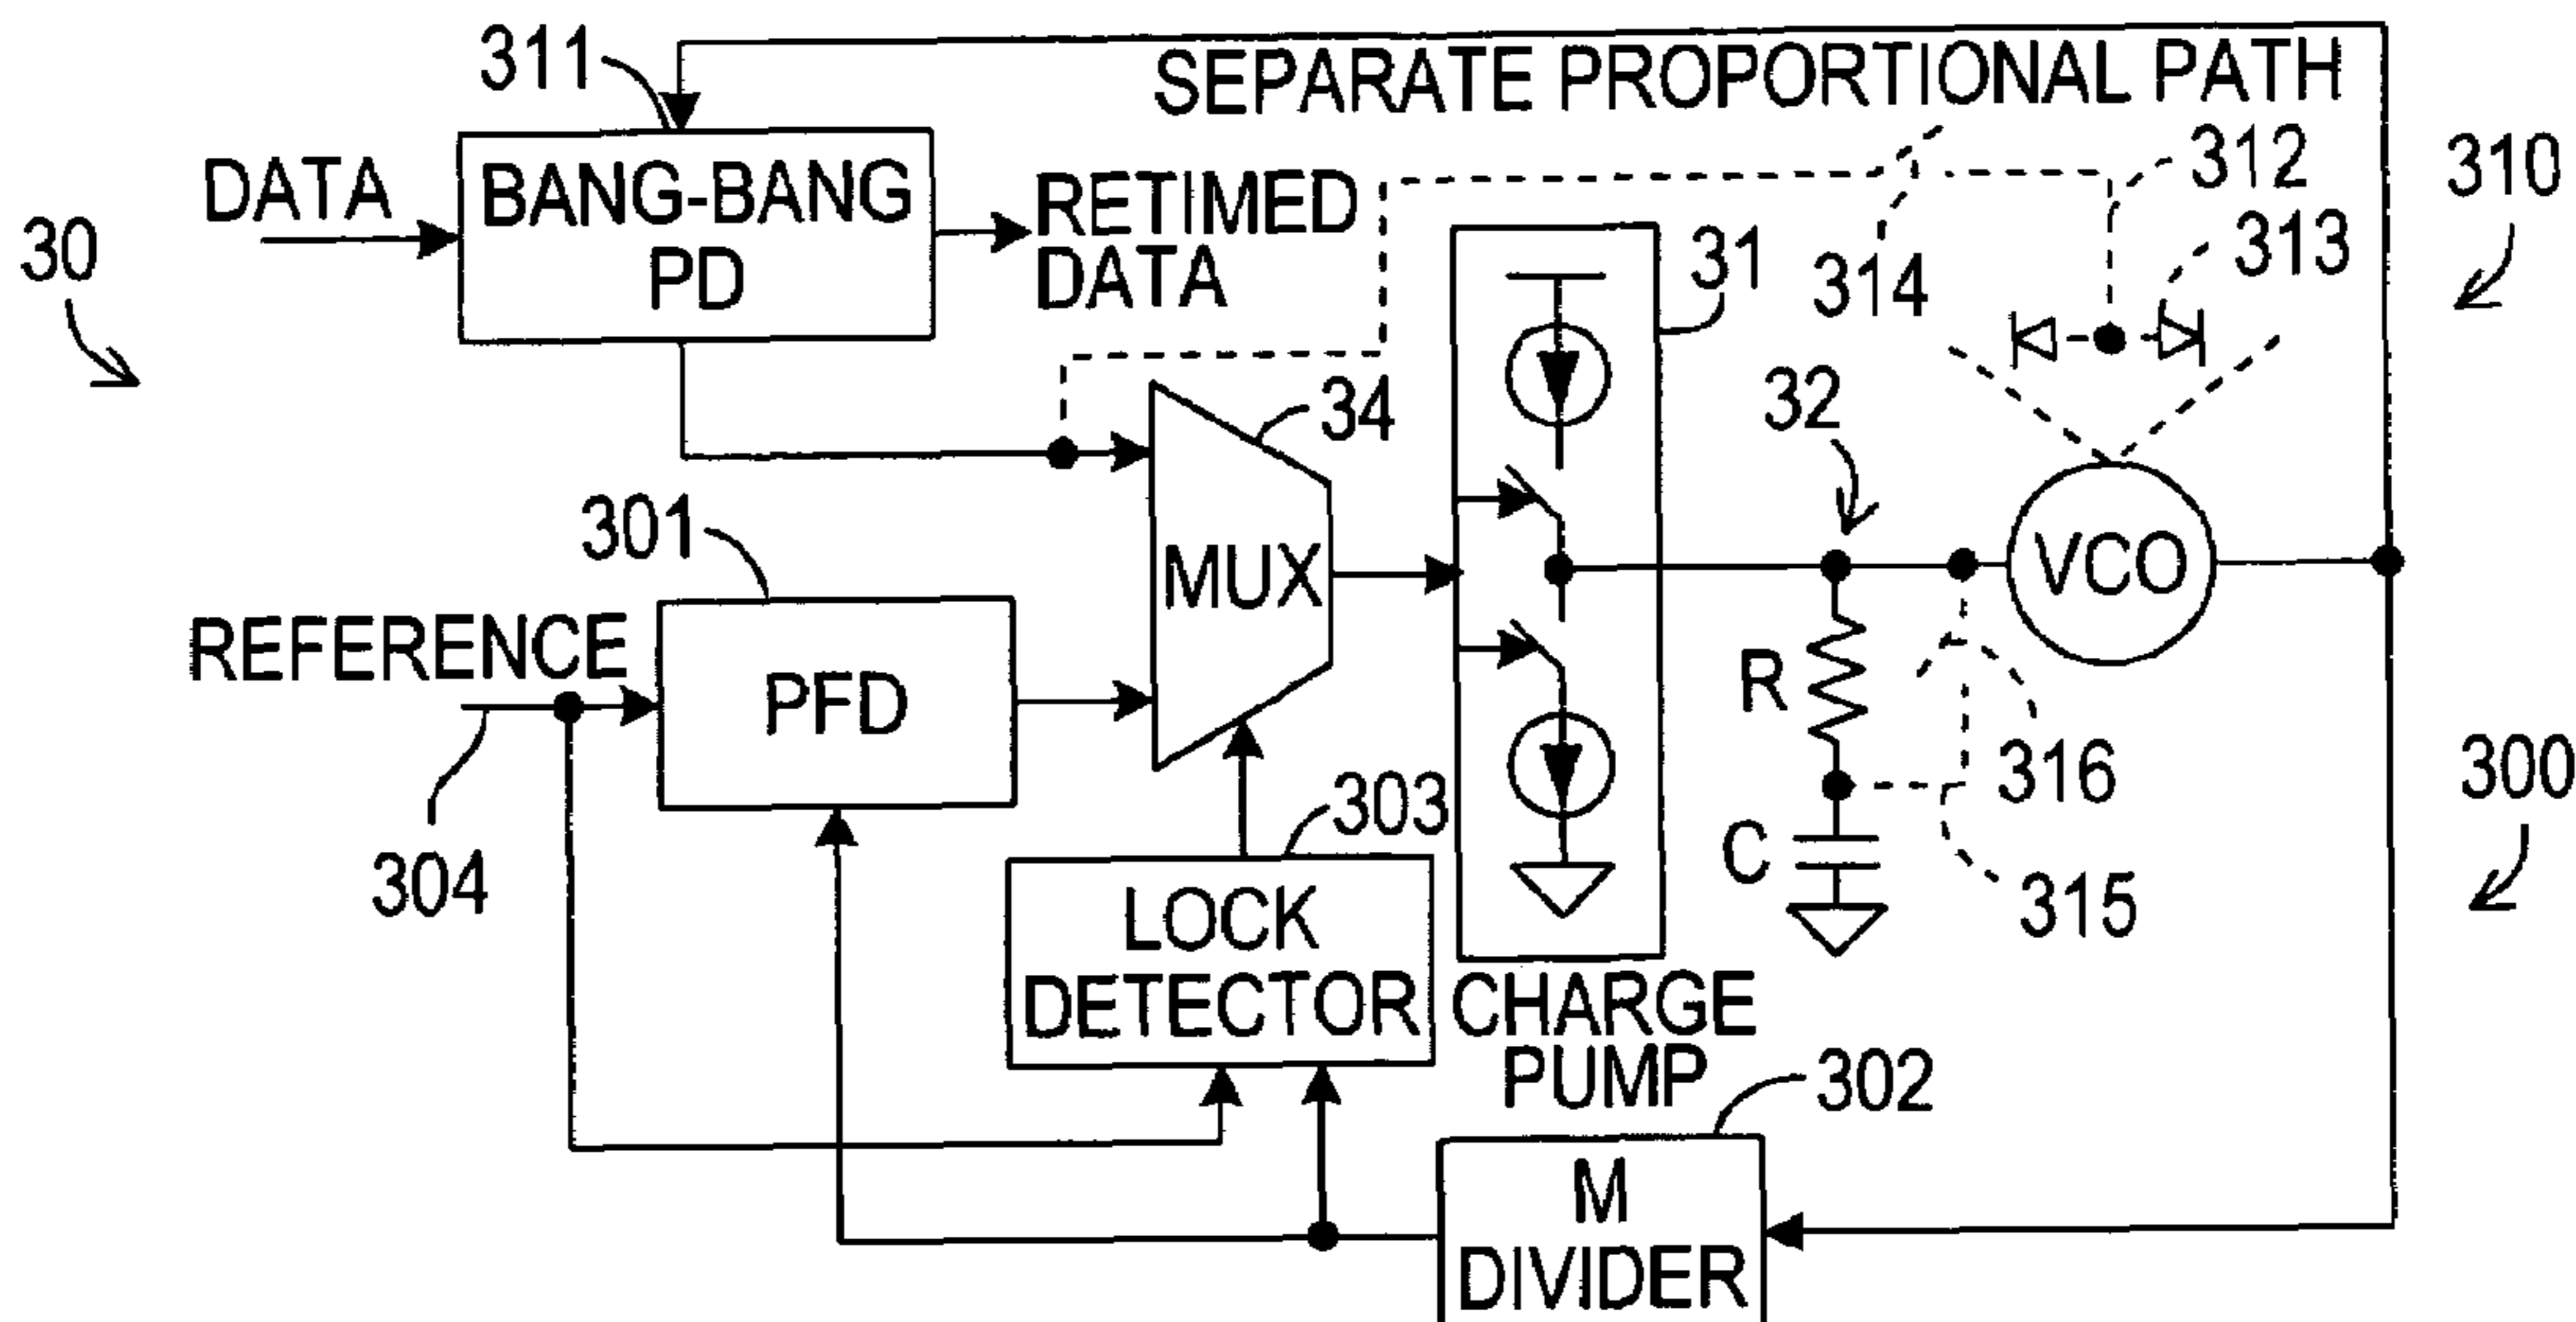 311
SEPARATE PROPORTIONAL PATH
DATA
BANG-BANG
PD
RETIMED
DATA
312
310
313
30
31
314
34
32
301
MUX
VCO
REFERENCE
PFD
R
316
300
303
304
C
315
LOCK
DETECTOR
CHARGE
PUMP
302
M
DIVIDER